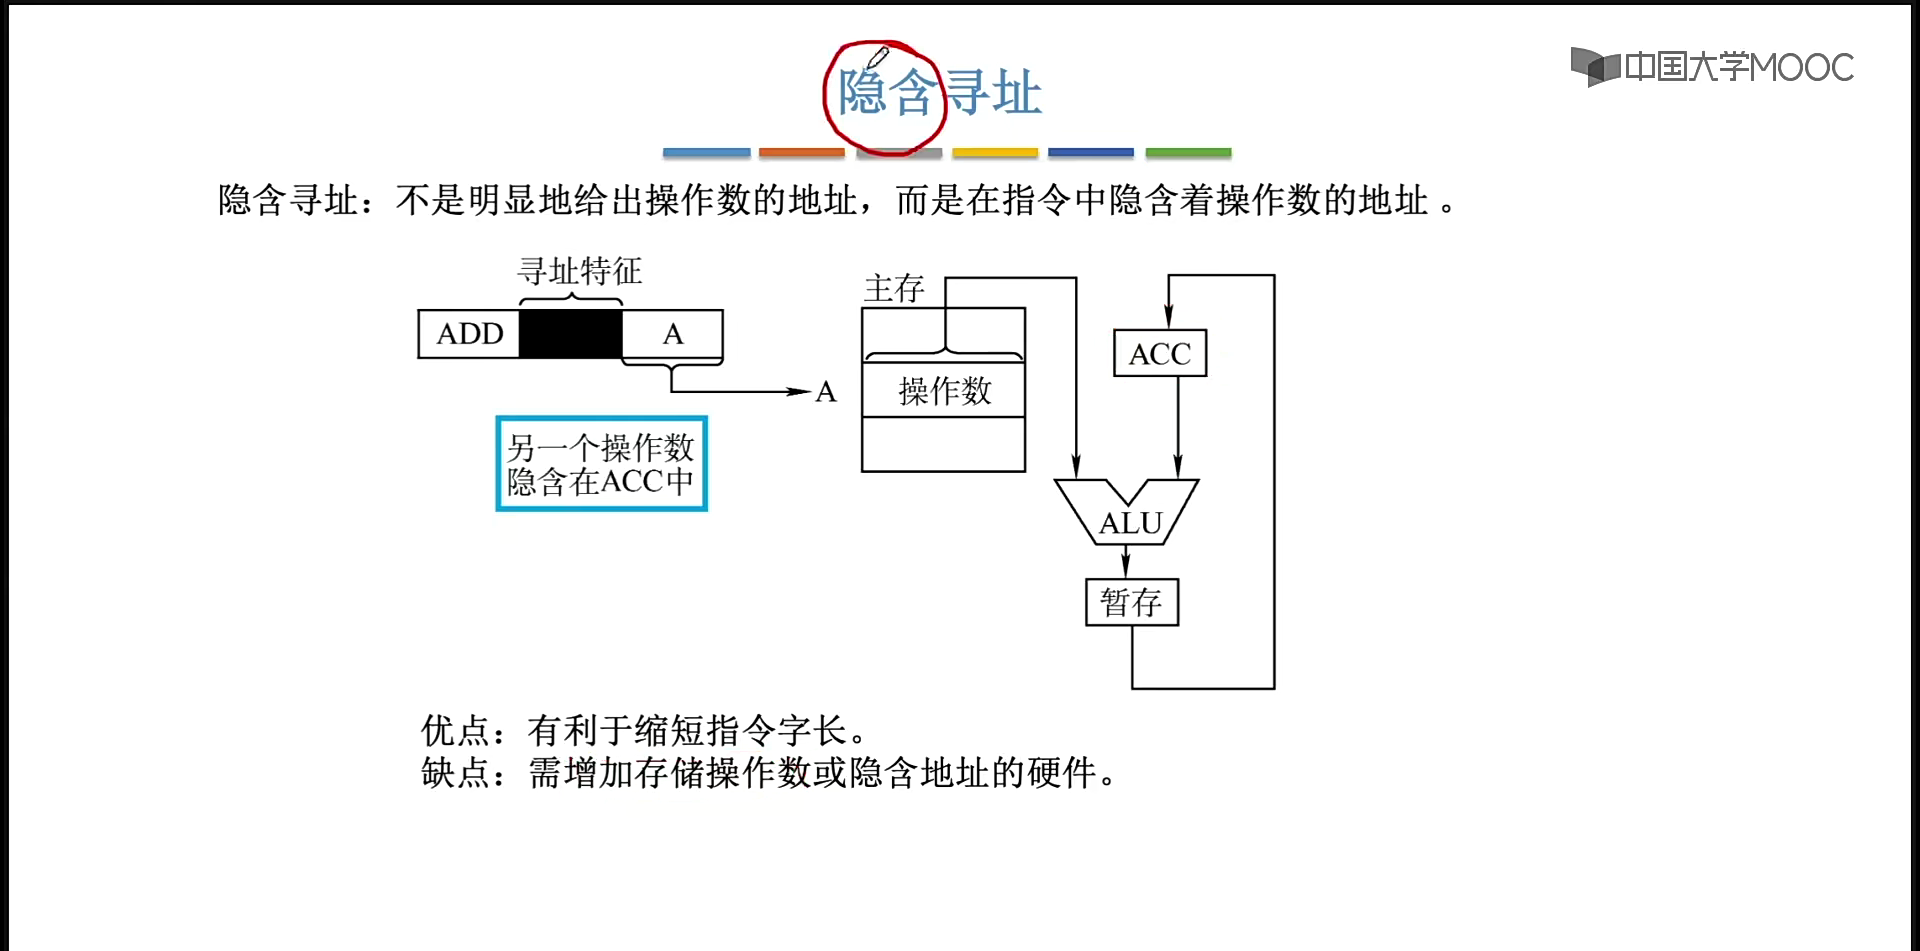 中国大学MOOC
隐含寻址
隐含寻址：不是明显地给出操作数的地址，而是在指令中隐含着操作数的地址 。
寻址特征
ADD
A
A
另一个操作数
隐含在ACC中
主存
操作数
ACC
ALU
暂存
优点：有利于缩短指令字长。
缺点：需增加存储操作数或隐含地址的硬件。